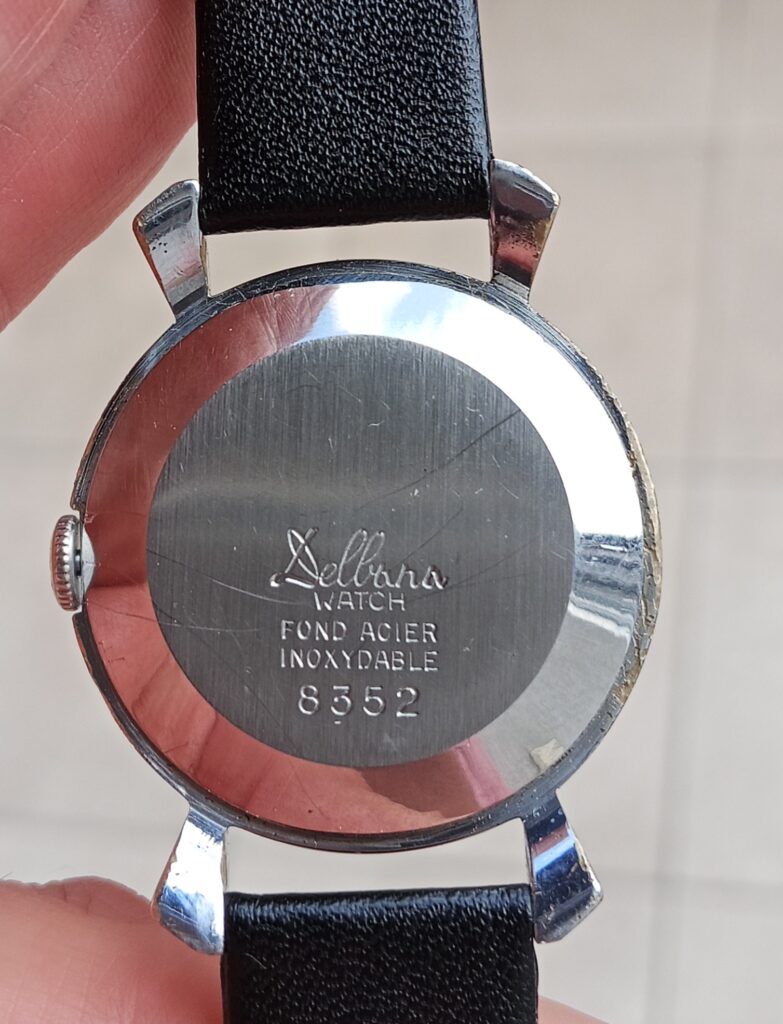 Delbana
WATCH
FOND ACIER
INOXYDABLE
8352